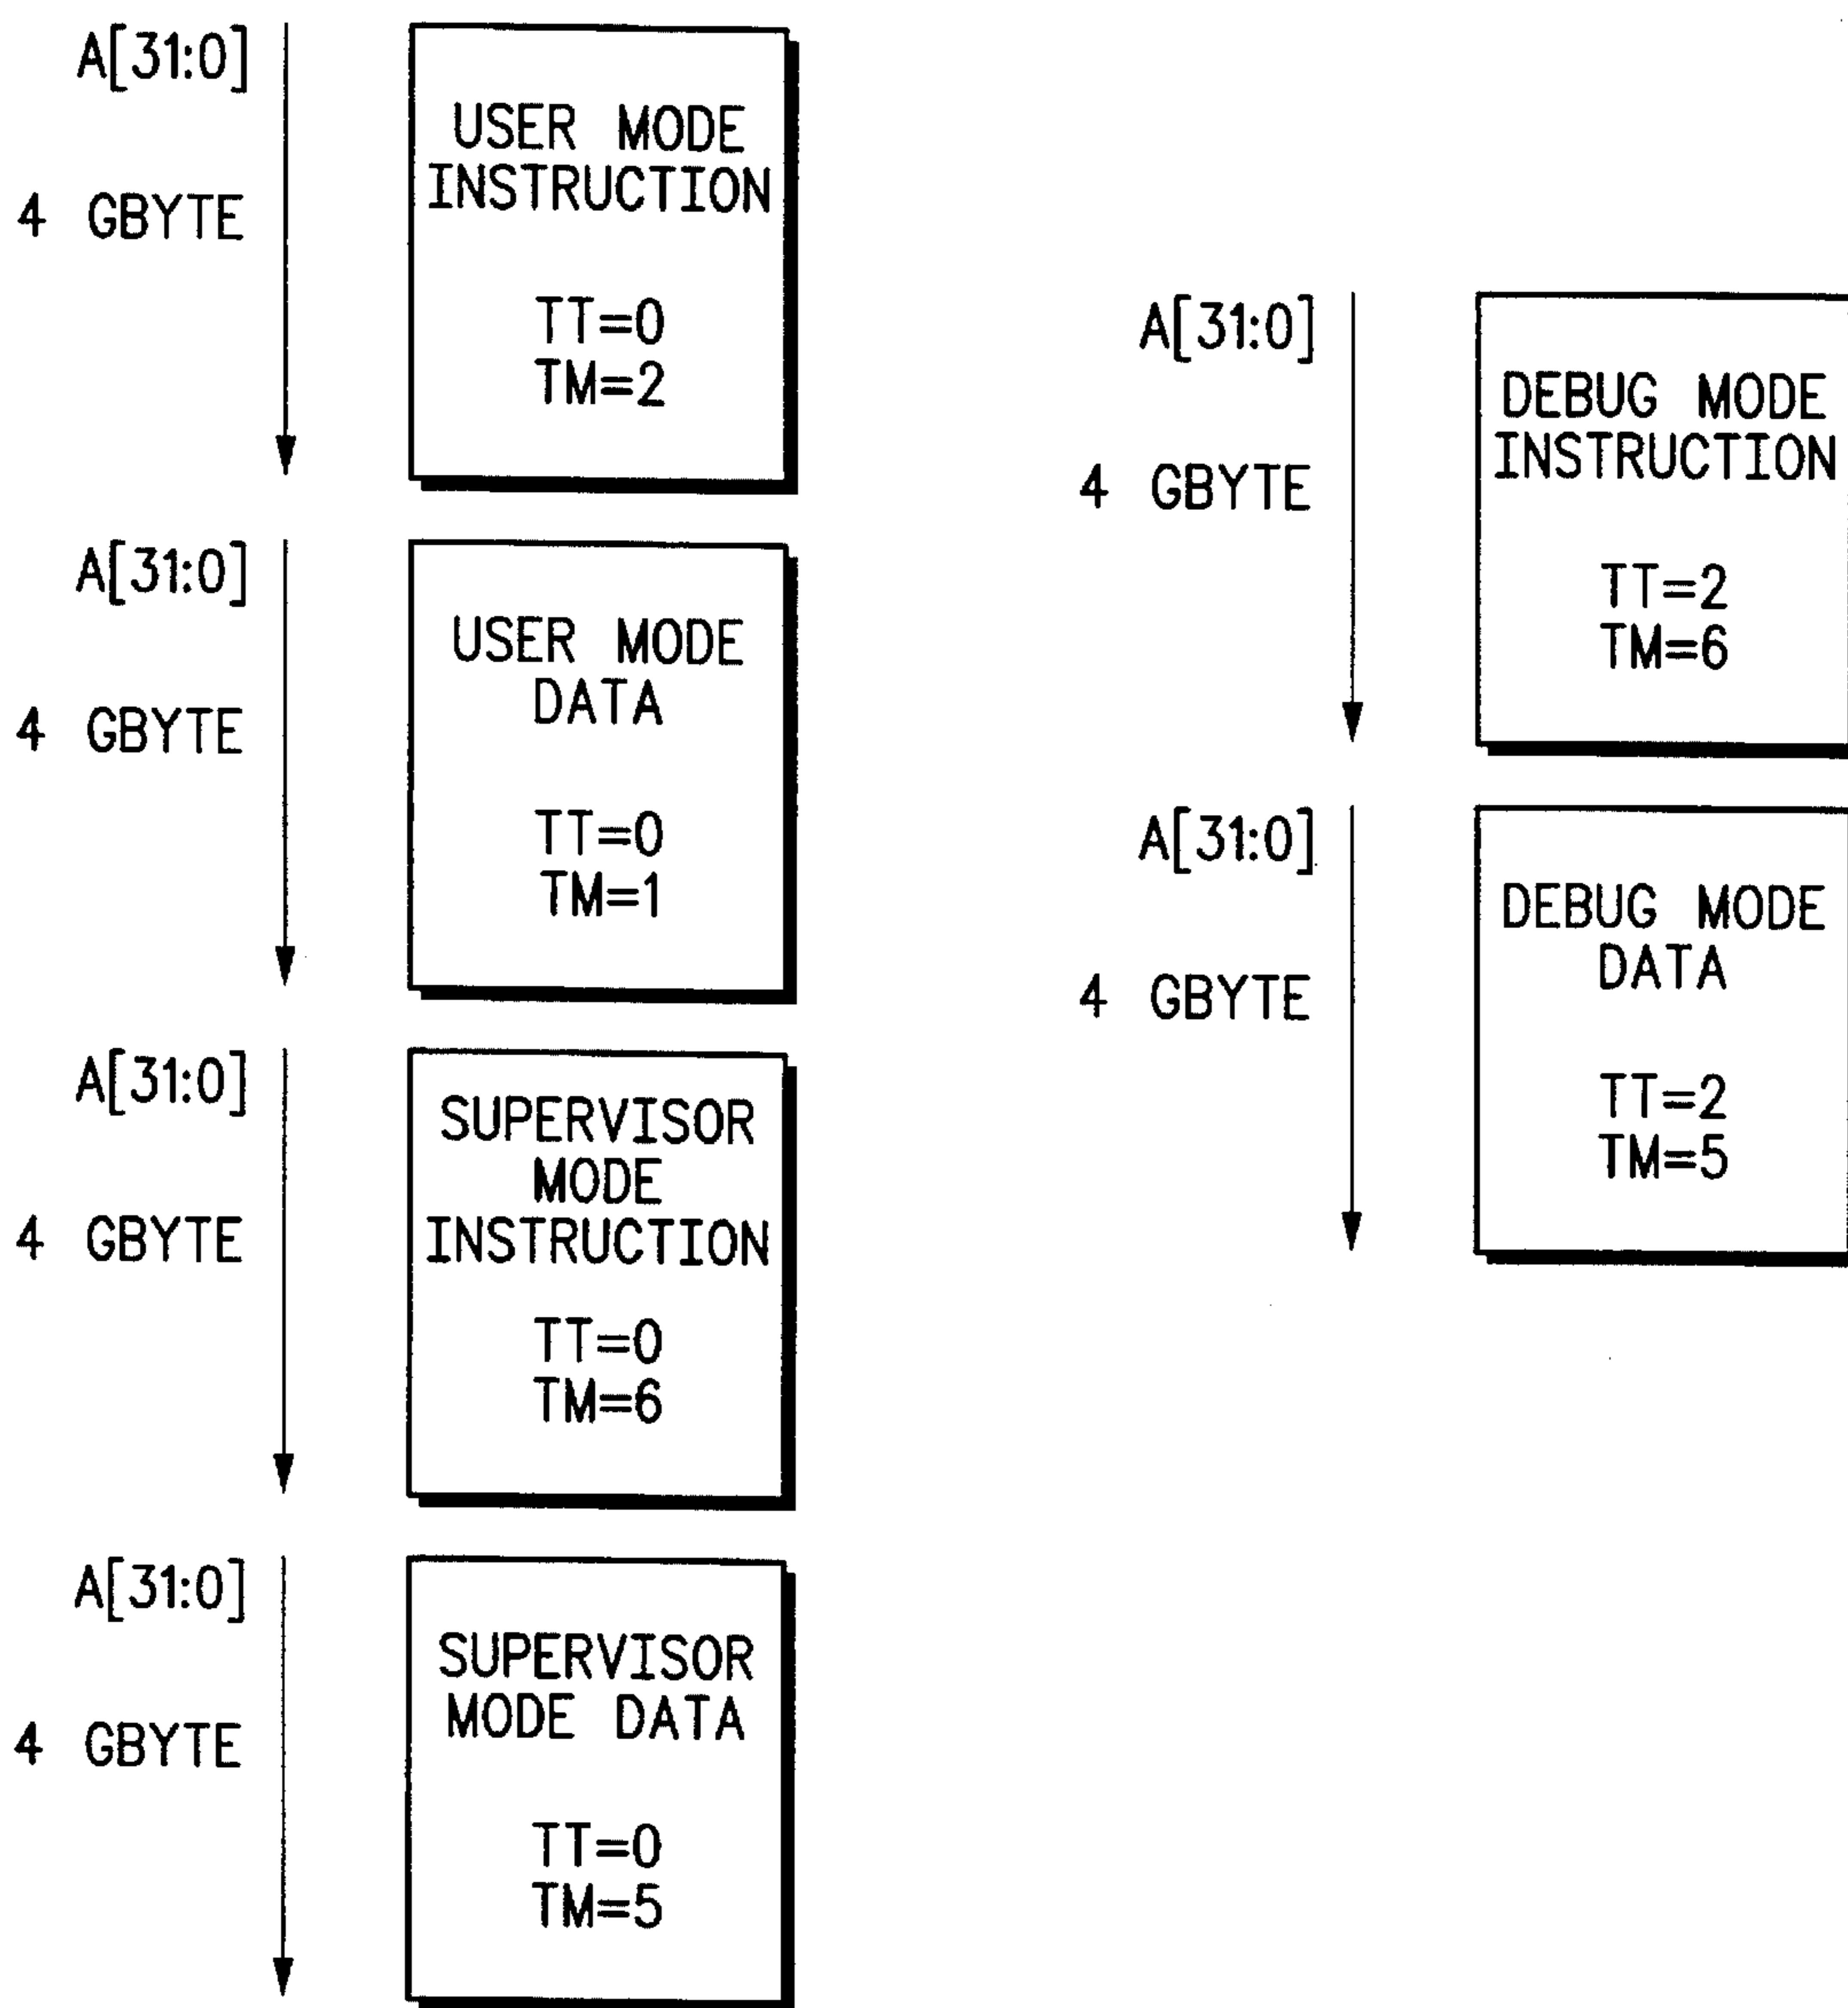 A[31:0]
4 GBYTE
USER MODE
INSTRUCTION
TT=0
TM=2
A[31:0]
4 GBYTE
USER MODE
DATA
TT=0
TM=1
A[31:0]
4 GBYTE
SUPERVISOR
MODE
INSTRUCTION
TT=0
TM=6
A[31:0]
4 GBYTE
SUPERVISOR
MODE DATA
TT=0
TM=5
A[31:0]
4 GBYTE
DEBUG MODE
INSTRUCTION
TT=2
TM=6
A[31:0]
4 GBYTE
DEBUG MODE
DATA
TT=2
TM=5